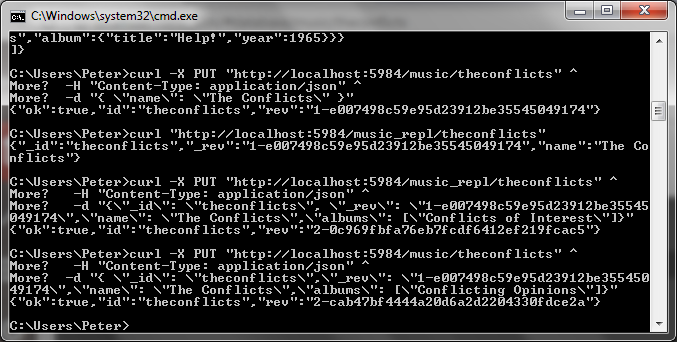 C:\Windows\system32\cmd.exe
s","album":{"title":"Help!","year":1965}}}
]}
C:\Users\Peter>curl -X PUT "http://localhost:5984/music/theconflicts" ^
More?  -H "Content-Type: application/json" ^
More?  -d "{ \"name\": \"The Conflicts\" }"
{"ok":true,"id":"theconflicts","rev":"1-e007498c59e95d23912be35545049174"}
C:\Users\Peter>curl "http://localhost:5984/music_repl/theconflicts"
{"_id":"theconflicts","_rev":"1-e007498c59e95d23912be35545049174","name":"The Co
nflicts"}
C:\Users\Peter>curl -X PUT "http://localhost:5984/music_repl/theconflicts" ^
More?   -H "Content-Type: application/json" ^
More?   -d "{\"_id\": \"theconflicts\", \"_rev\": \"1-e007498c59e95d23912be35545
049174\",\"name\": \"The Conflicts\",\"albums\": [\"Conflicts of Interest\"]}"
{"ok":true,"id":"theconflicts","rev":"2-0c969fbfa76eb7fcdf6412ef219fcac5"}
C:\Users\Peter>curl -X PUT "http://localhost:5984/music/theconflicts" ^
More?   -H "Content-Type: application/json" ^
More?   -d "{ \"_id\": \"theconflicts\",\"_rev\": \"1-e007498c59e95d23912be355450
49174\",\"name\": \"The Conflicts\",\"albums\": [\"Conflicting Opinions\"]}"
{"ok":true,"id":"theconflicts","rev":"2-cab47bf4444a20d6a2d2204330fdce2a"}
C:\Users\Peter>